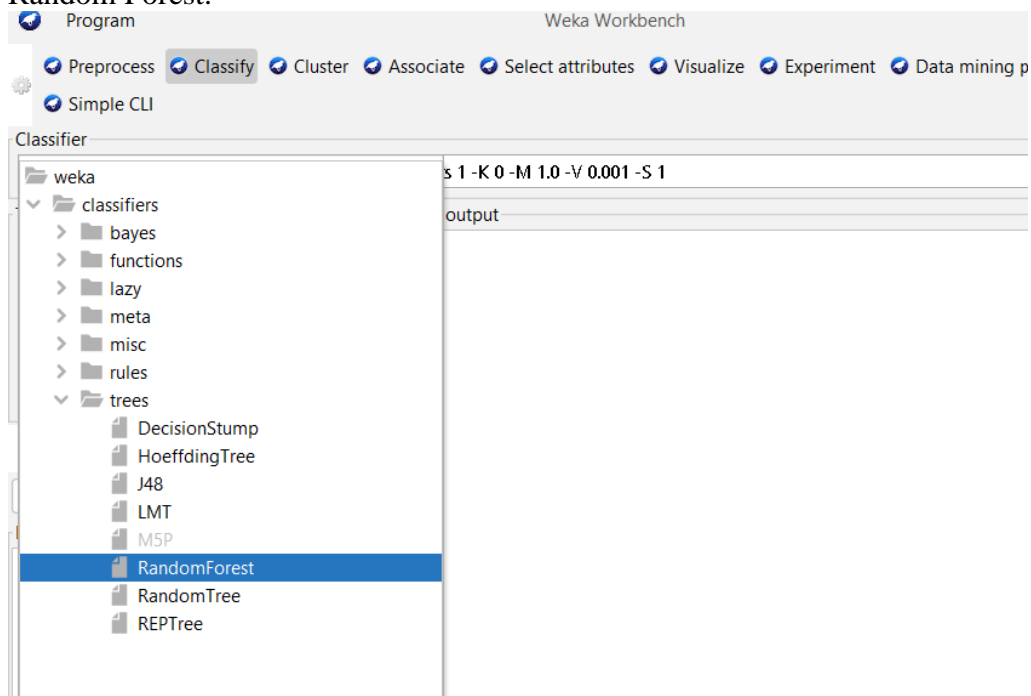 Random Forest.
Program Weka Workbench
Preprocess Classify Cluster Associate Select attributes Visualize Experiment Data mining p
Simple CLI
Classifier
s 1 -K 0 -M 1.0 -V 0.001 -S 1
weka
classifiers
output
bayes
functions
lazy
meta
misc
rules
trees
DecisionStump
HoeffdingTree
J48
LMT
M5P
RandomForest
RandomTree
REPTree